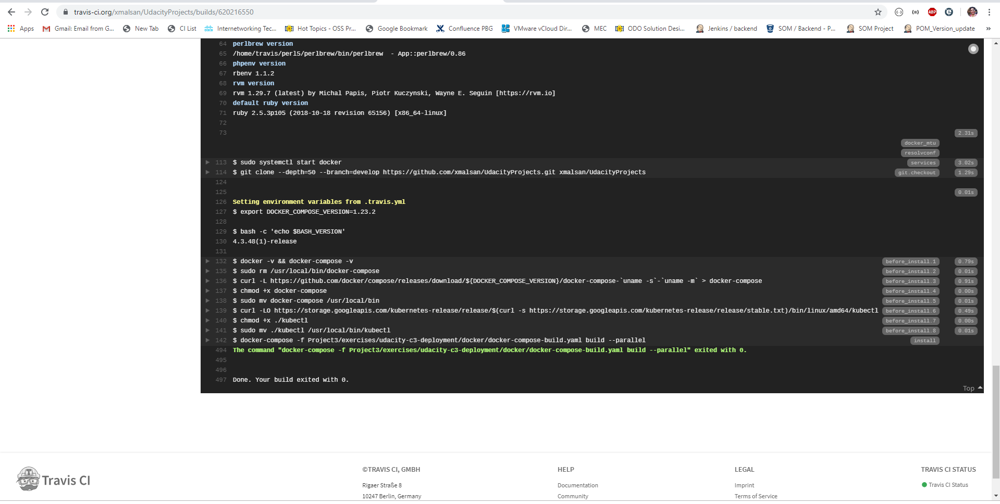 travis-ci.org/xmalsan/UdacityProjects/builds/620216550
ABP
Apps
Gmail: Email from G...
New Tab
CI List
Internetworking Tec...
Hot Topics - OSS Pr...
Google Bookmark
Confluence PBG
VMware vCloud Dir...
MEC
ODO Solution Desi...
Jenkins / backend
SOM / Backend - P...
SOM Project
POM_Version_update
»
64 perlbrew version
65 /home/travis/perl5/perlbrew/bin/perlbrew  - App::perlbrew/0.86
66 phpenv version
67 rbenv 1.1.2
68 rvm version
69 rvm 1.29.7 (latest) by Michal Papis, Piotr Kuczynski, Wayne E. Seguin [https://rvm.io]
70 default ruby version
71 ruby 2.5.3p105 (2018-10-18 revision 65156) [x86_64-linux]
72
73 2.31s
docker_mtu
resolvconf
113 $ sudo systemctl start docker services 3.02s
114 $ git clone --depth=50 --branch=develop https://github.com/xmalsan/UdacityProjects.git xmalsan/UdacityProjects git.checkout 1.29s
124
125 0.01s
126 Setting environment variables from .travis.yml
127 $ export DOCKER_COMPOSE_VERSION=1.23.2
128
129 $ bash -c 'echo $BASH_VERSION'
130 4.3.48(1)-release
131
132 $ docker -v && docker-compose -v before_install.1 0.79s
135 $ sudo rm /usr/local/bin/docker-compose before_install.2 0.01s
136 $ curl -L https://github.com/docker/compose/releases/download/${DOCKER_COMPOSE_VERSION}/docker-compose-`uname -s`-`uname -m` > docker-compose before_install.3 0.91s
137 $ chmod +x docker-compose before_install.4 0.00s
138 $ sudo mv docker-compose /usr/local/bin before_install.5 0.01s
139 $ curl -LO https://storage.googleapis.com/kubernetes-release/release/$(curl -s https://storage.googleapis.com/kubernetes-release/release/stable.txt)/bin/linux/amd64/kubectl before_install.6 0.49s
140 $ chmod +x ./kubectl before_install.7 0.00s
141 $ sudo mv ./kubectl /usr/local/bin/kubectl before_install.8 0.01s
142 $ docker-compose -f Project3/exercises/udacity-c3-deployment/docker/docker-compose-build.yaml build --parallel install
494 The command "docker-compose -f Project3/exercises/udacity-c3-deployment/docker/docker-compose-build.yaml build --parallel" exited with 0.
495
496
497 Done. Your build exited with 0.
Top
Travis CI
©TRAVIS CI, GMBH
Rigaer Straße 8
10247 Berlin, Germany
HELP
Documentation
Community
LEGAL
Imprint
Terms of Service
TRAVIS CI STATUS
Travis CI Status